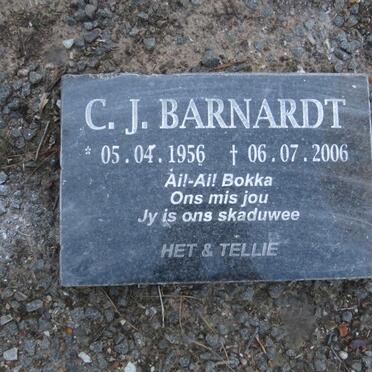 C. J. BARNARDT
* 05.04.1956 † 06.07.2006
Ai!-Ai! Bokka
Ons mis jou
Jy is ons skaduwee
HET & TELLIE